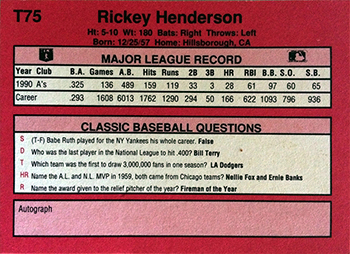 T75
Rickey Henderson
Ht: 5-10 Wt: 180 Bats: Right Throws: Left
Born: 12/25/57 Home: Hillsborough, CA
MAJOR LEAGUE RECORD
Year Club B.A. Games A.B. Hits Runs 2B 3B HR RBI B.B. S.O. S.B.
1990 A's .325 136 489 159 119 33 3 28 61 97 60 65
Career .293 1608 6013 1762 1290 294 50 166 622 993 794 936
CLASSIC BASEBALL QUESTIONS
S (T-F) Babe Ruth played for the NY Yankees his whole career. False
D Who was the last player in the National League to hit .400? Bill Terry
T Which team was the first to draw 3,000,000 fans in one season? LA Dodgers
HR Name the A.L. and N.L. MVP in 1959, both came from Chicago teams? Nellie Fox and Ernie Banks
R Name the award given to the relief pitcher of the year? Fireman of the Year
Autograph